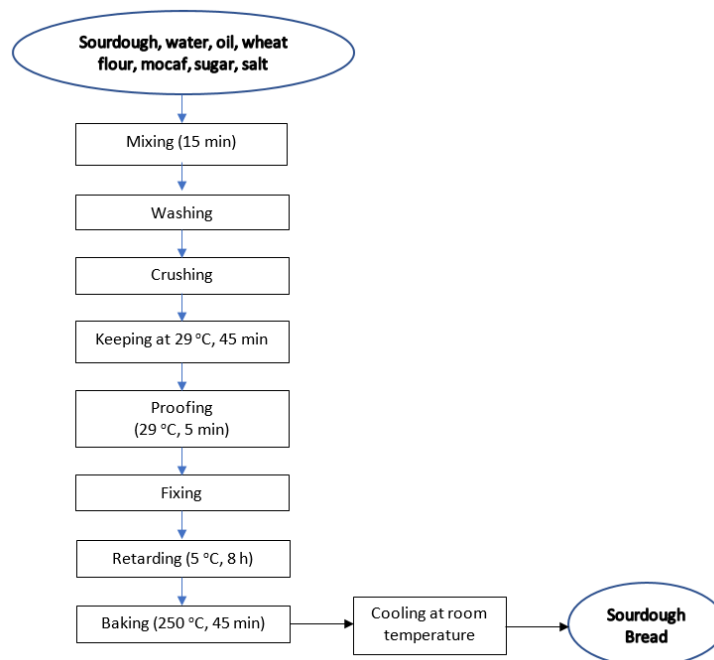 Sourdough, water, oil, wheat
flour, mocaf, sugar, salt
Mixing (15 min)
Washing
Crushing
Keeping at 29 °C, 45 min
Proofing
(29 °C, 5 min)
Fixing
Retarding (5 °C, 8 h)
Baking (250 °C, 45 min)
Cooling at room
temperature
Sourdough
Bread